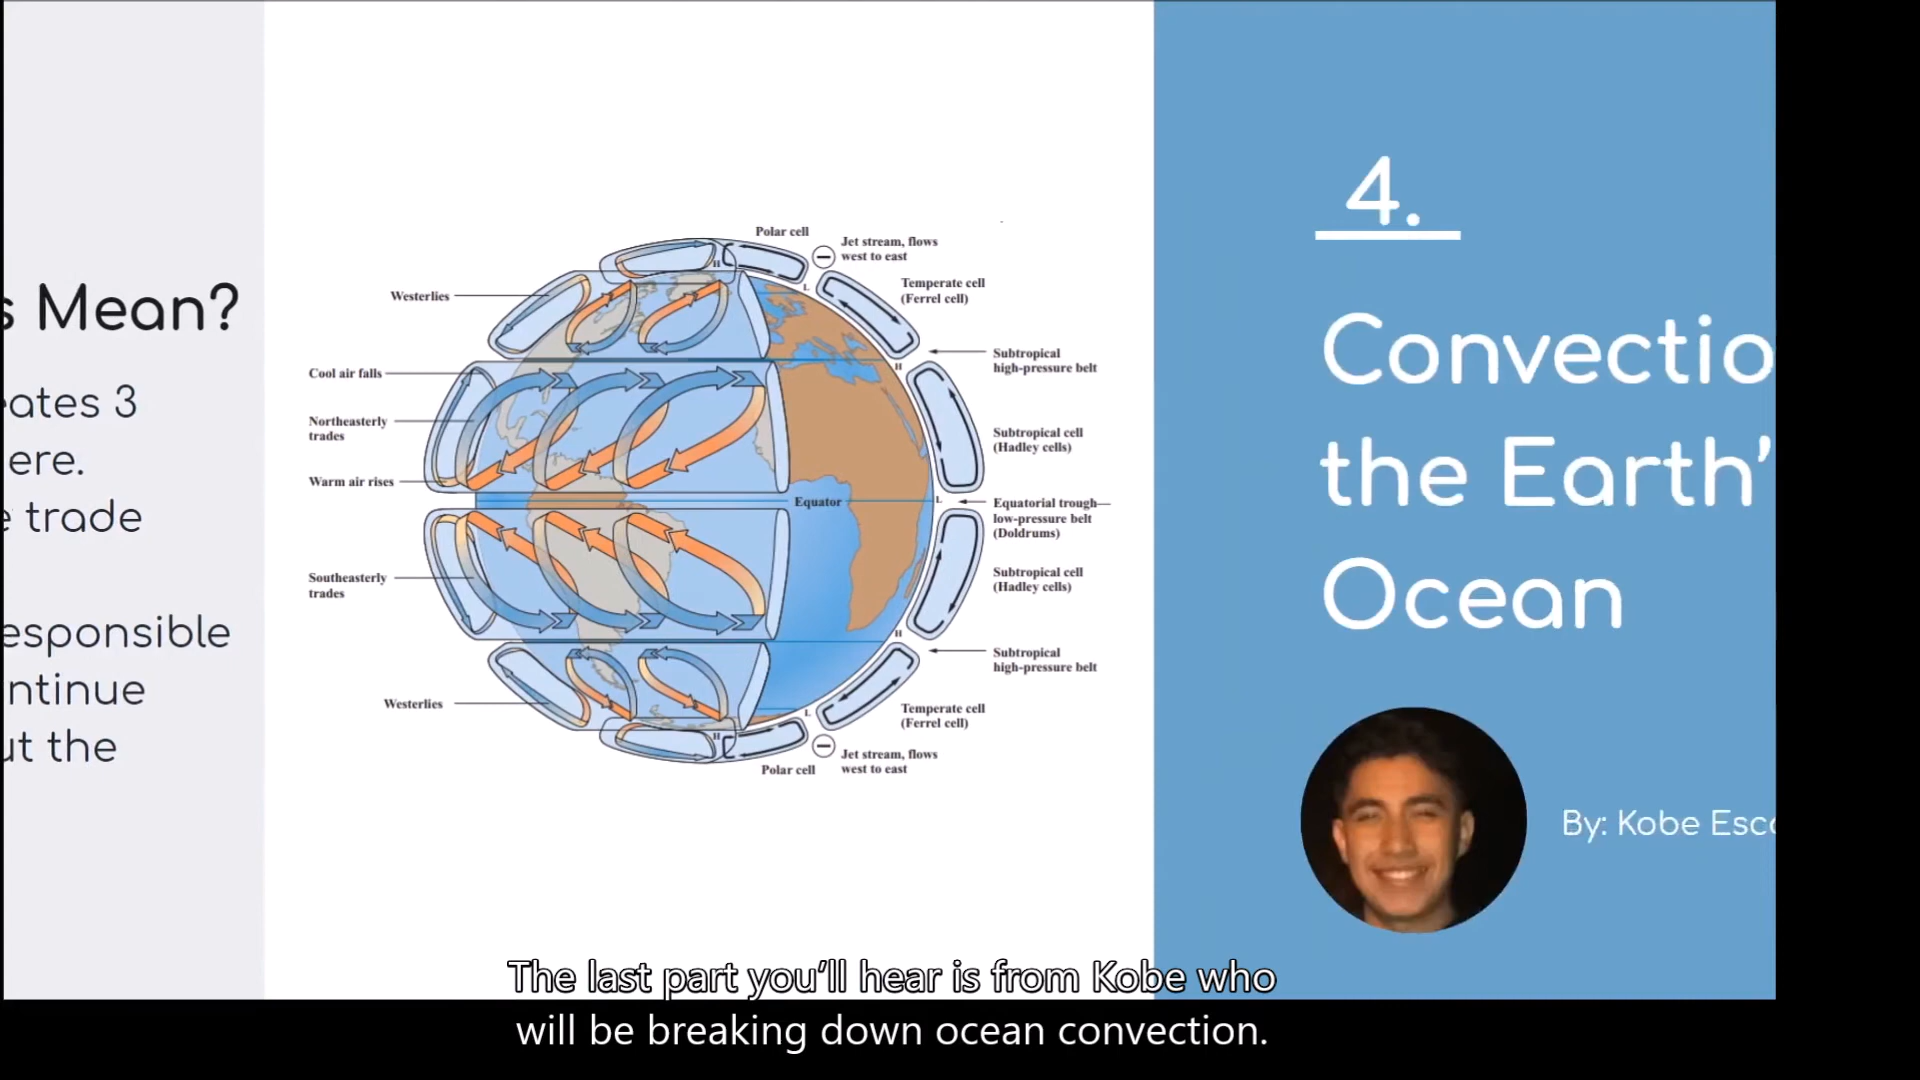 s Mean?
eates 3
ere.
e trade
esponsible
ntinue
ut the
Polar cell
Jet stream, flows
west to east
Westerlies
Temperate cell
(Ferrel cell)
Cool air falls
Subtropical
high-pressure belt
Northeasterly
trades
Subtropical cell
(Hadley cells)
Warm air rises
Equator
Equatorial trough—
low-pressure belt
(Doldrums)
Southeasterly
trades
Subtropical cell
(Hadley cells)
Subtropical
high-pressure belt
Westerlies
Temperate cell
(Ferrel cell)
Jet stream, flows
west to east
Polar cell
H
L
H
L
H
L
H
4.
Convectio
the Earth’
Ocean
By: Kobe Esc
The last part you’ll hear is from Kobe who
will be breaking down ocean convection.